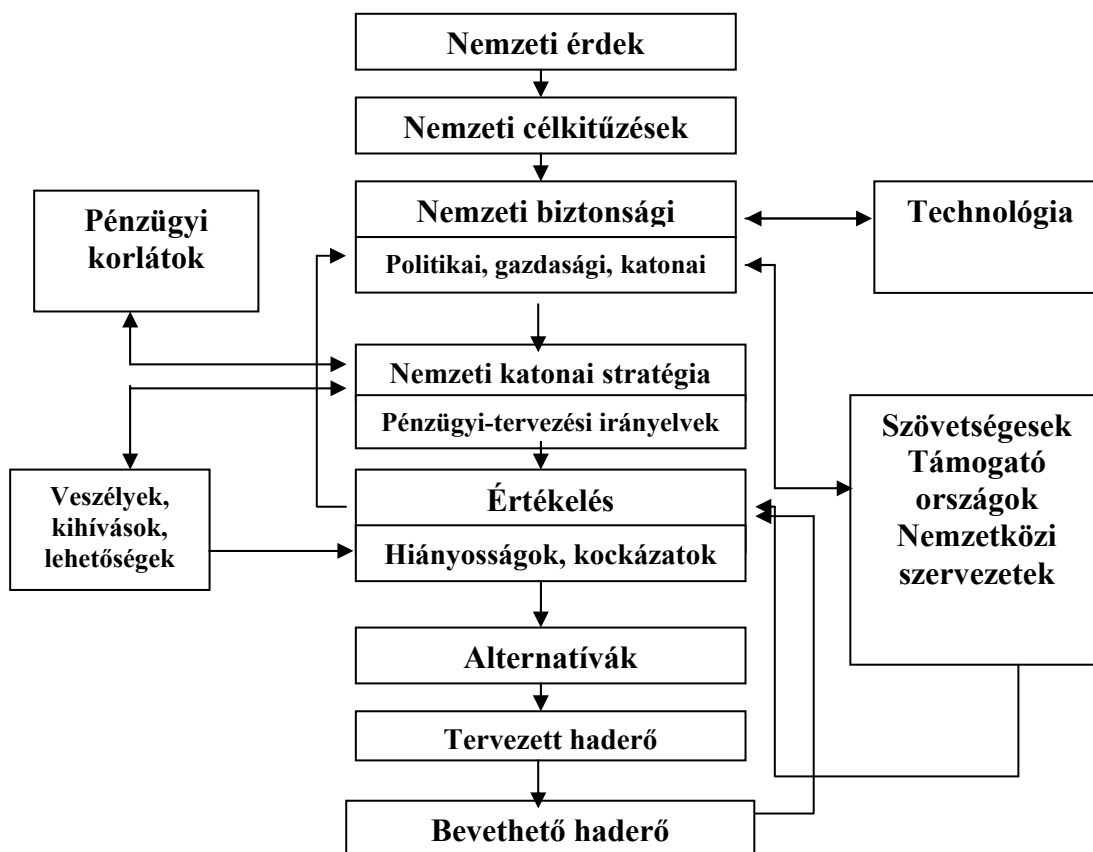 Nemzeti érdek
Nemzeti célkitűzések
Nemzeti biztonsági
Politikai, gazdasági, katonai
Pénzügyi
korlátok
Technológia
Nemzeti katonai stratégia
Pénzügyi-tervezési irányelvek
Szövetségesek
Támogató
országok
Nemzetközi
szervezetek
Veszélyek,
kihívások,
lehetőségek
Értékelés
Hiányosságok, kockázatok
Alternatívák
Tervezett haderő
Bevethető haderő